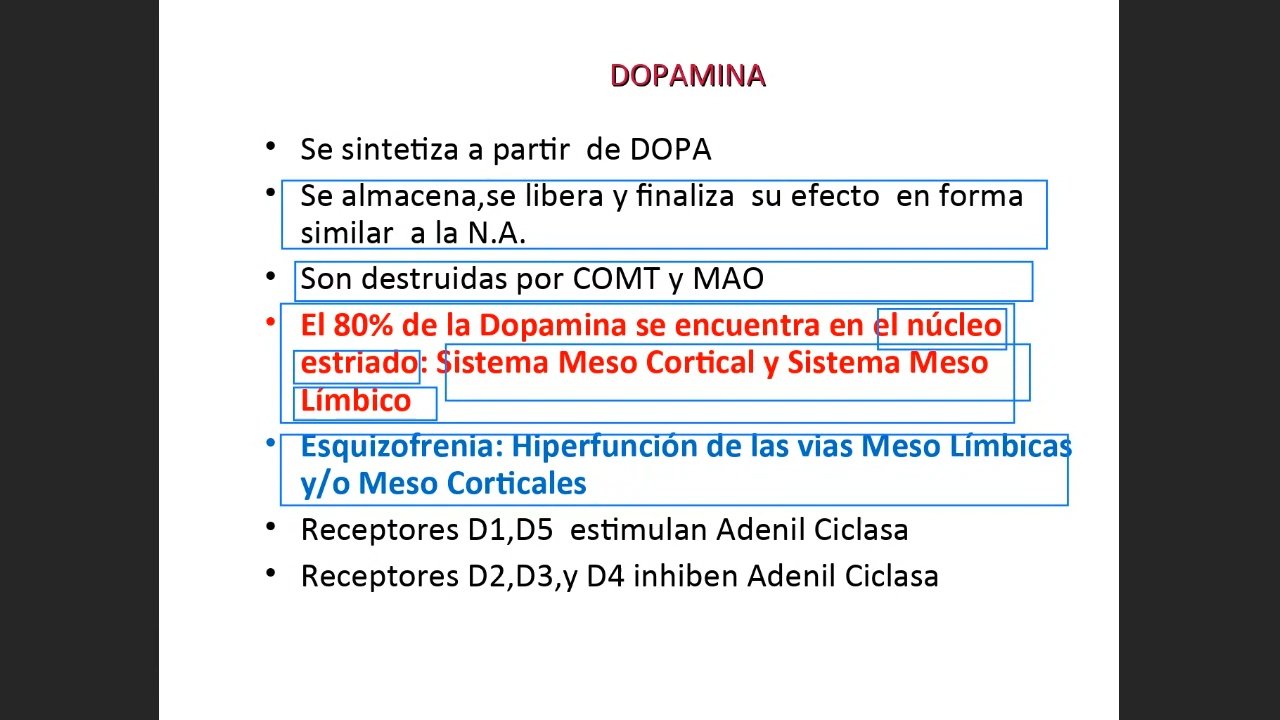 DOPAMINA
• Se sintetiza a partir de DOPA
• Se almacena,se libera y finaliza su efecto en forma
similar a la N.A.
• Son destruidas por COMT y MAO
• El 80% de la Dopamina se encuentra en el núcleo
estriado: Sistema Meso Cortical y Sistema Meso
Límbico
• Esquizofrenia: Hiperfunción de las vias Meso Límbicas
y/o Meso Corticales
• Receptores D1,D5 estimulan Adenil Ciclasa
• Receptores D2,D3,y D4 inhiben Adenil Ciclasa